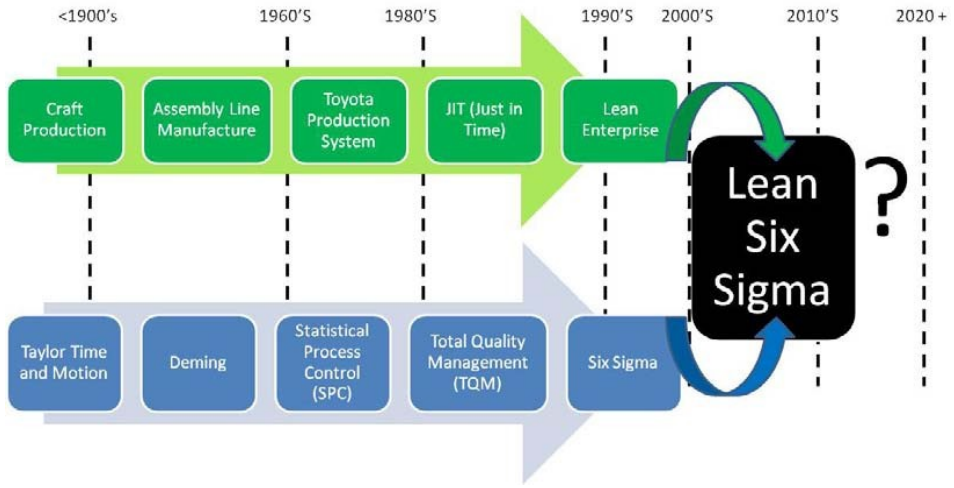 <1900's 1960'S 1980'S 1990'S 2000'S 2010'S 2020 +
Craft
Production
Assembly Line
Manufacture
Toyota
Production
System
JIT (Just in
Time)
Lean
Enterprise
Lean
Six
Sigma
?
Taylor Time
and Motion
Deming
Statistical
Process
Control
(SPC)
Total Quality
Management
(TQM)
Six Sigma